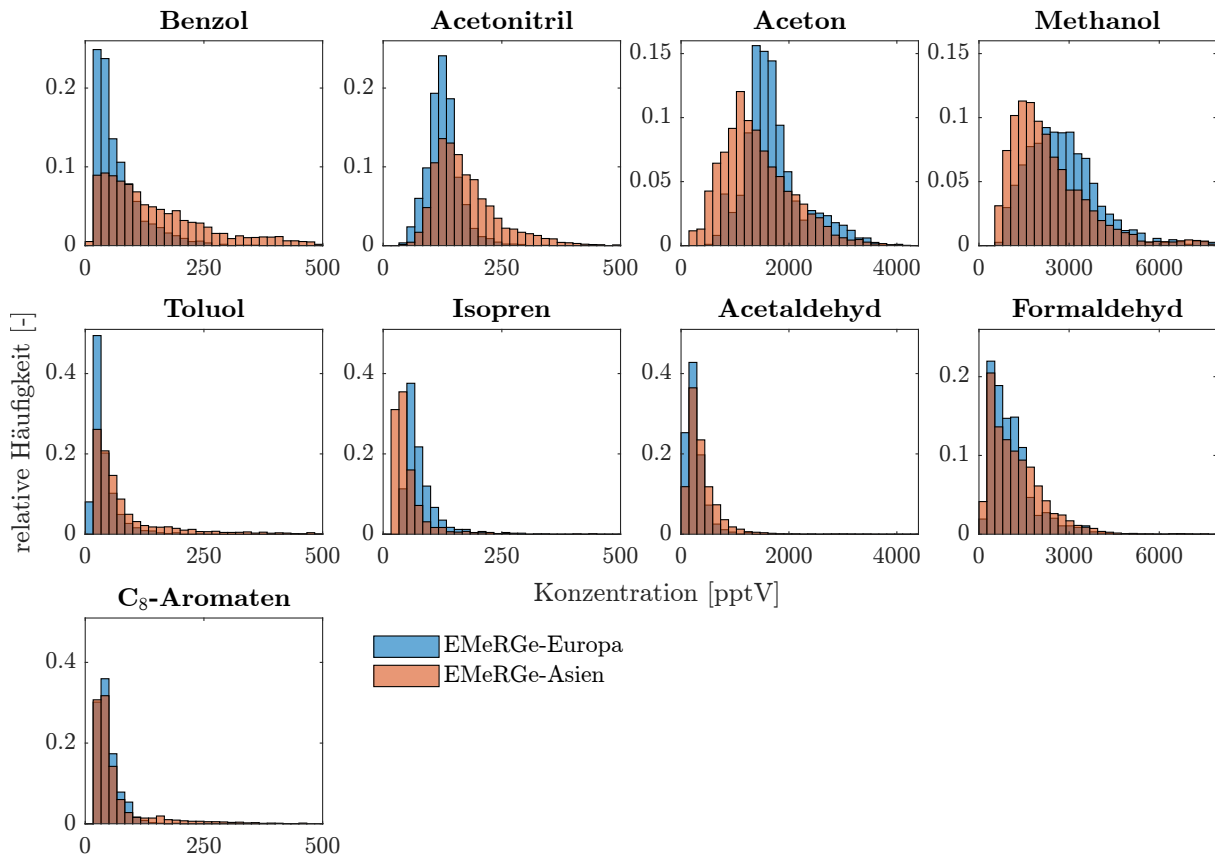 Benzol Acetonitril Aceton Methanol
0.2
0.1
0
0 250 500
0.2
0.1
0
0 250 500
0.15
0.1
0.05
0
0 2000 4000
0.15
0.1
0.05
0
0 3000 6000
Toluol Isopren Acetaldehyd Formaldehyd
relative Häufigkeit [-]
0.4
0.2
0
0 250 500
0.4
0.2
0
0 250 500
0.4
0.2
0
0 2000 4000
0.2
0.1
0
0 3000 6000
Konzentration [pptV]
C₈-Aromaten
0.4
0.2
0
0 250 500
EMeRGe-Europa
EMeRGe-Asien